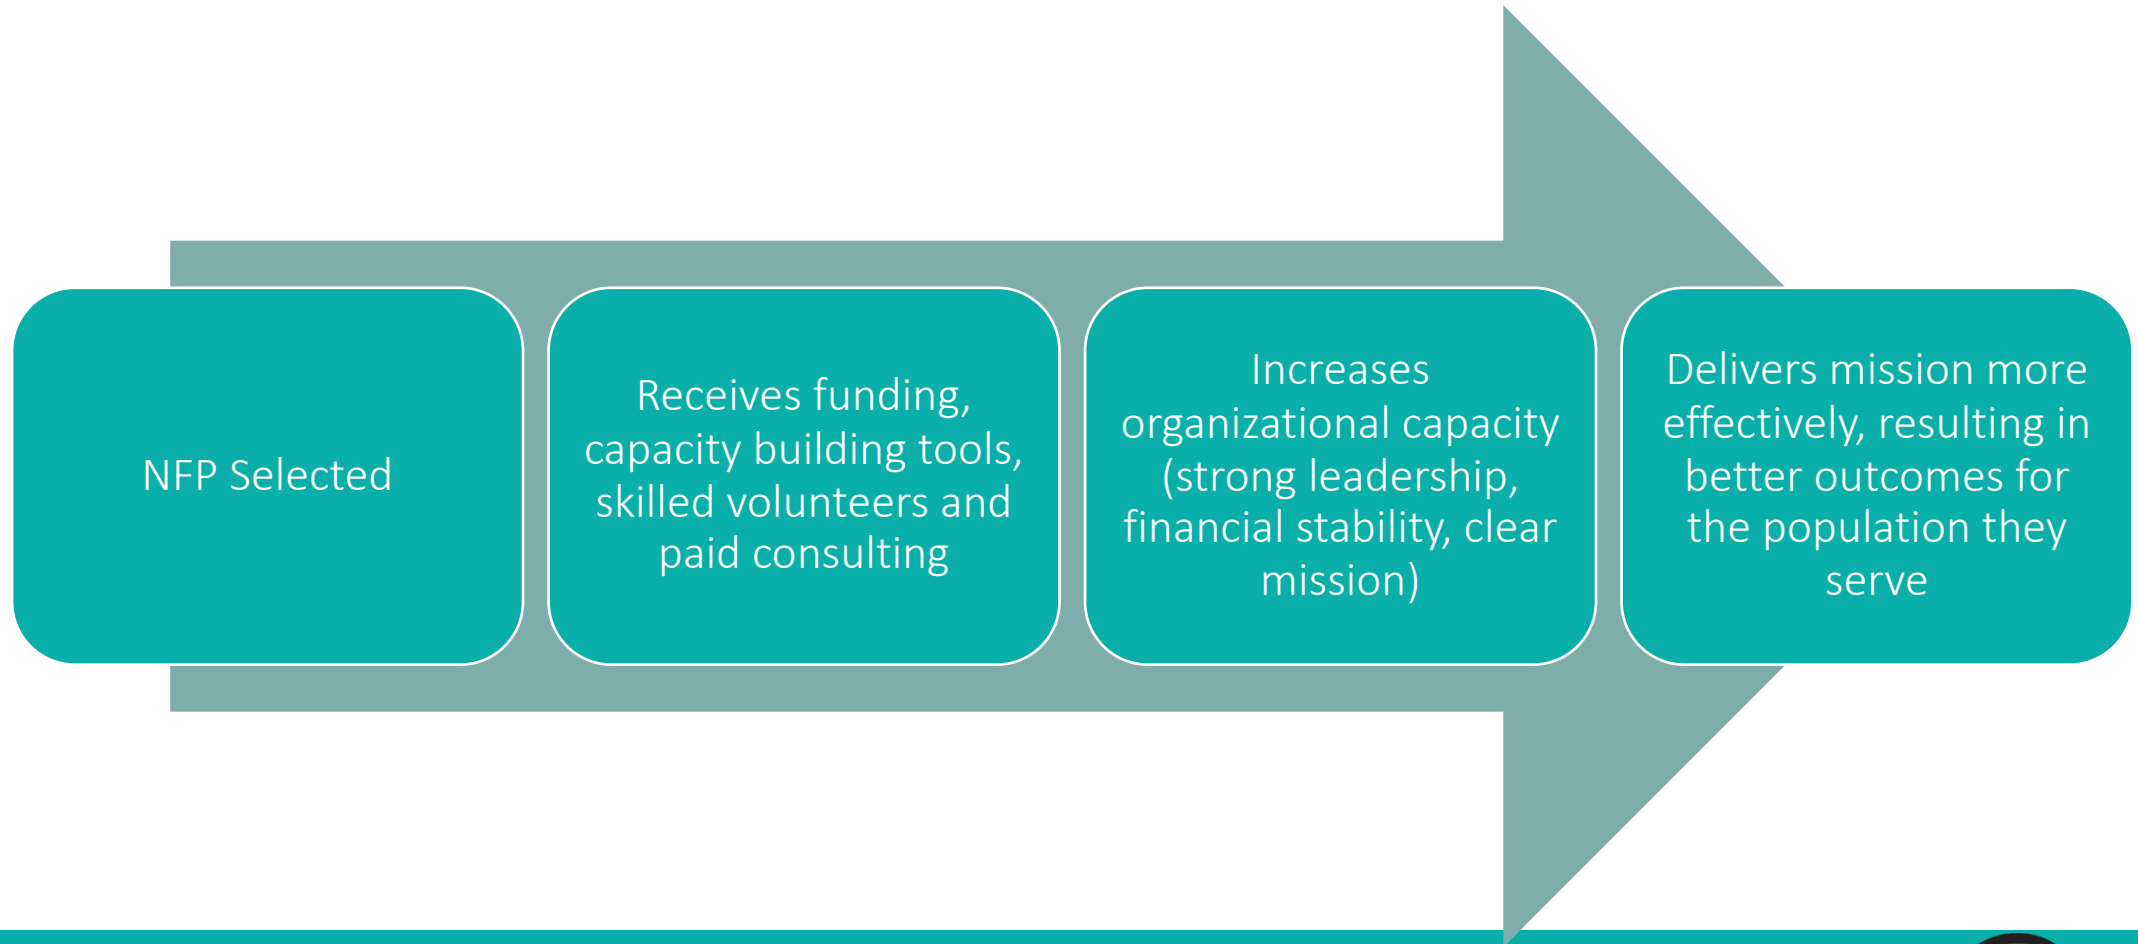 NFP Selected
Receives funding,
capacity building tools,
skilled volunteers and
paid consulting
Increases
organizational capacity
(strong leadership,
financial stability, clear
mission)
Delivers mission more
effectively, resulting in
better outcomes for
the population they
serve